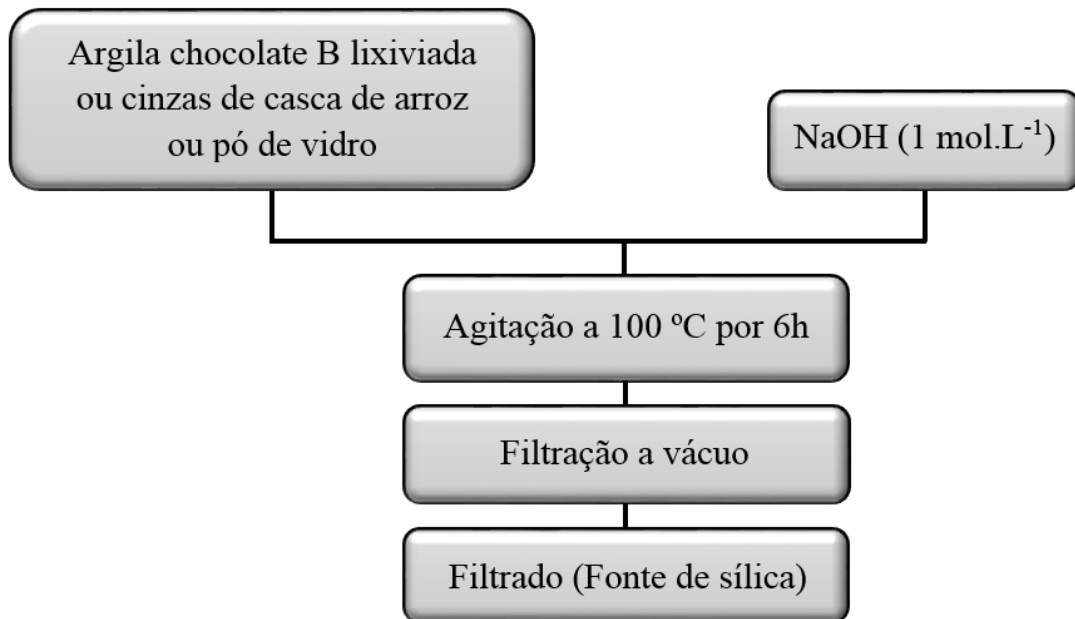 Argila chocolate B lixiviada
ou cinzas de casca de arroz
ou pó de vidro
NaOH (1 mol.L⁻¹)
Agitação a 100 ºC por 6h
Filtração a vácuo
Filtrado (Fonte de sílica)